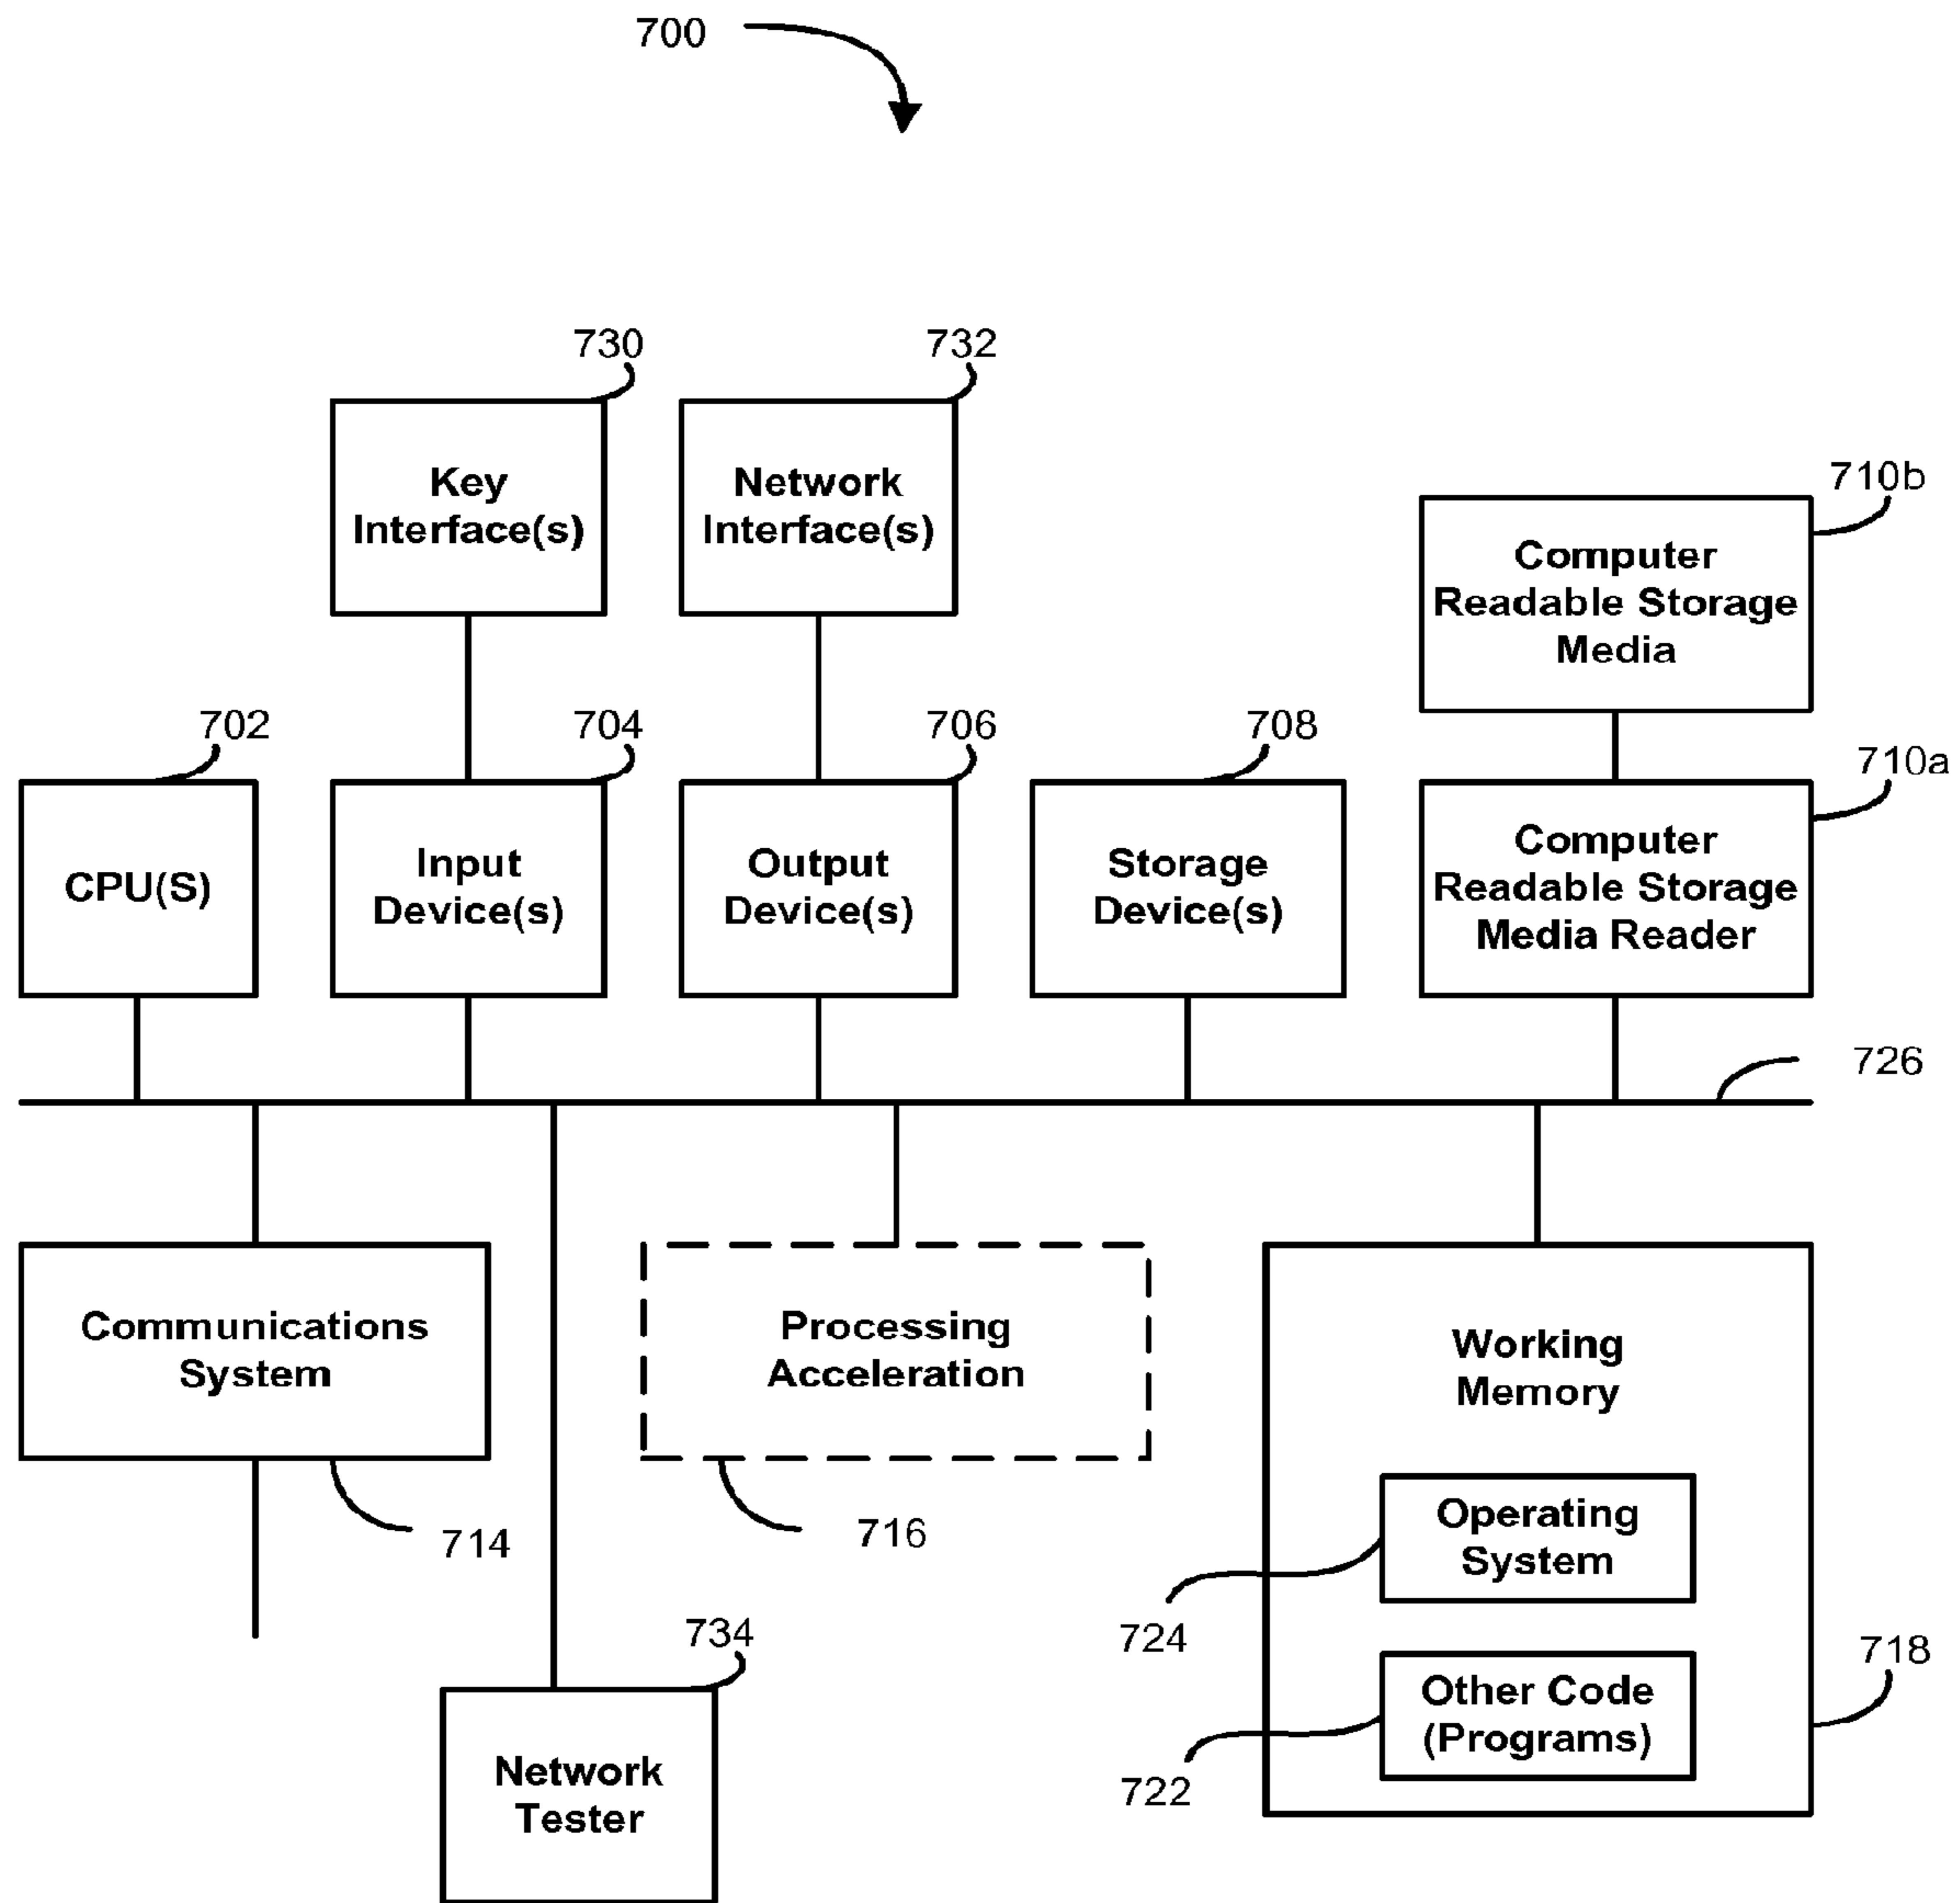 700
730
732
Key
Interface(s)
Network
Interface(s)
710b
Computer
Readable Storage
Media
702
704
706
708
710a
CPU(S)
Input
Device(s)
Output
Device(s)
Storage
Device(s)
Computer
Readable Storage
Media Reader
726
Communications
System
Processing
Acceleration
Working
Memory
714
716
Operating
System
724
734
718
Other Code
(Programs)
722
Network
Tester